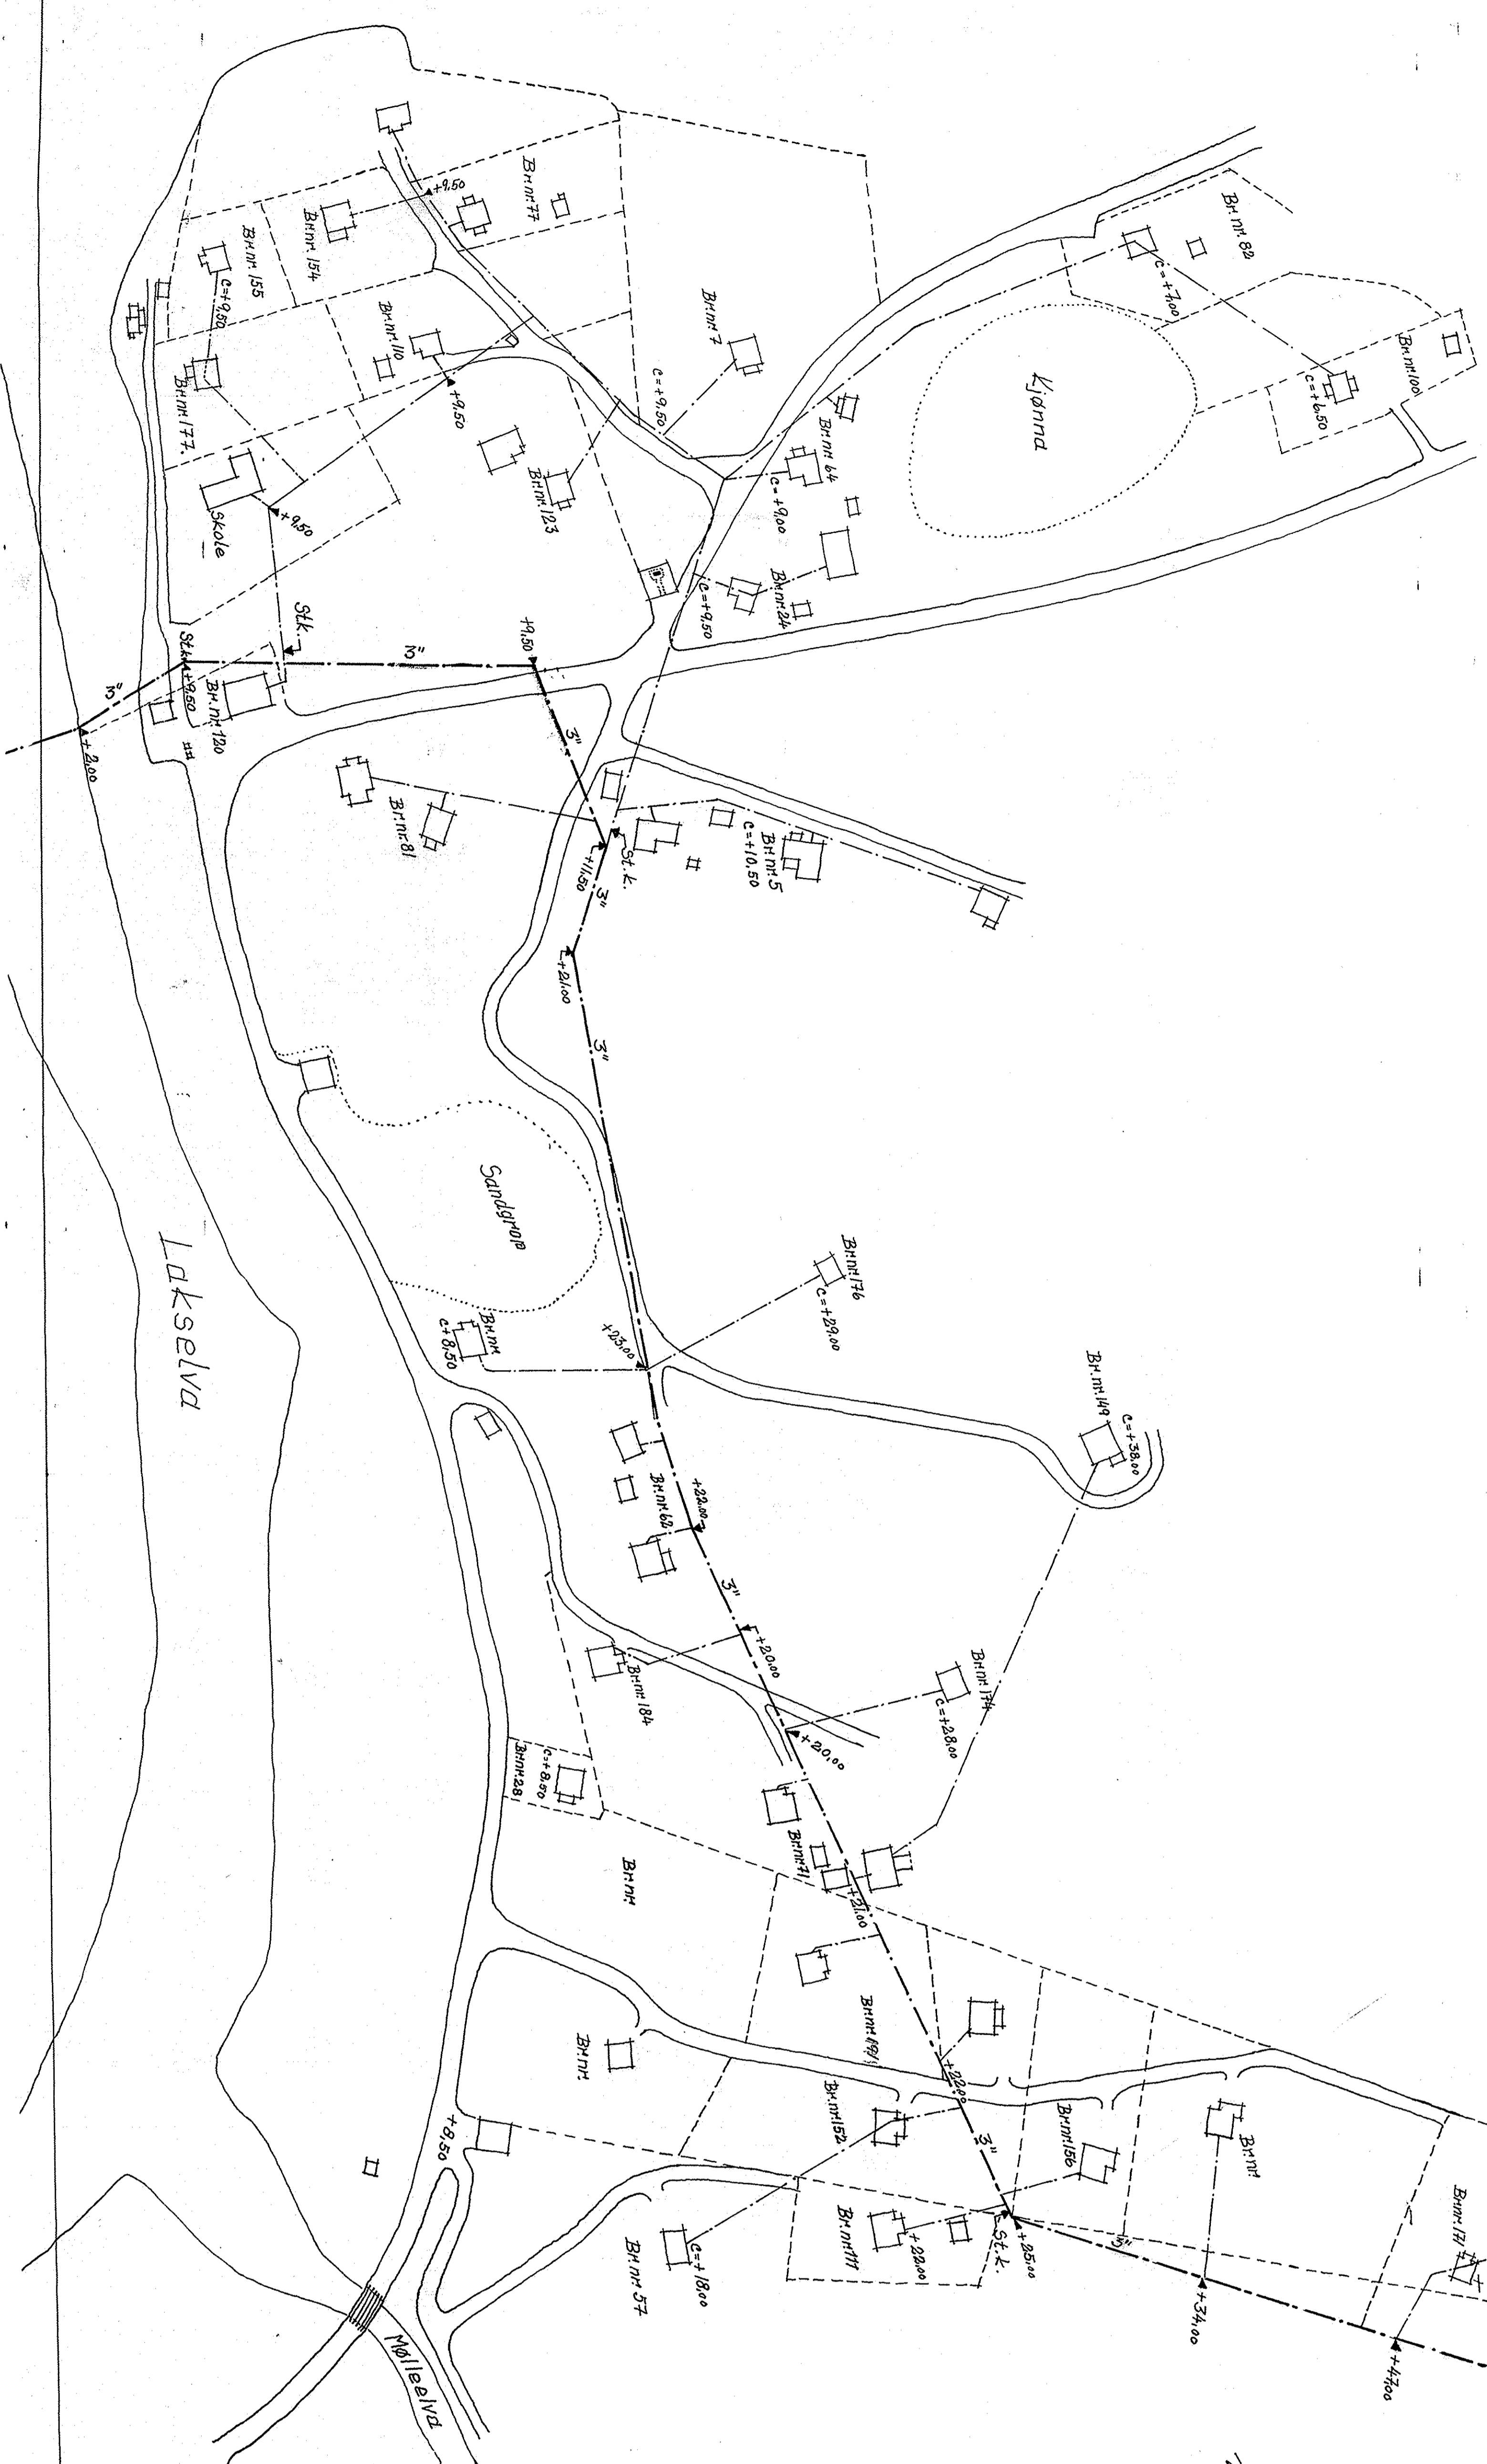 Br.nr.82
c=+7,00
Br.nr.100
c=+6,50
Br.nr.77
+9,50
Br.nr.154
Br.nr.155
c=+9,50
Br.nr.110
+9,50
Br.nr.177.
Br.nr.7
c=+9,50
Kjønna
Br.nr.64
c=+9,00
Br.nr.123
Skole
+9,50
Br.nr.24
c=+9,50
St.k.
3"
+9,50
St.k.
+9,50
3"
Br.nr.120
+2,00
3"
Br.nr.81
St.k.
+11,50
3"
Br.nr.5
c=+10,50
+21,00
3"
Sandgrop
Lakselva
Br.nr.176
c=+29,00
+23,00
Br.nr
c+8,50
Br.nr.149
c=+38,00
Br.nr.62
+22,00
3"
+20,00
Br.nr.184
Br.nr.174
c=+28,00
+20,00
c=+8,50
Br.nr.28
Br.nr.71
+21,00
Br.nr
Br.nr.
+22,00
Br.nr.152
3"
Br.nr.156
Br.nr
Br.nr.171
+8,50
Br.nr.111
+22,00
St.k.
+25,00
+34,00
+47,00
Br.nr.57
c=+18,00
Mølleelva